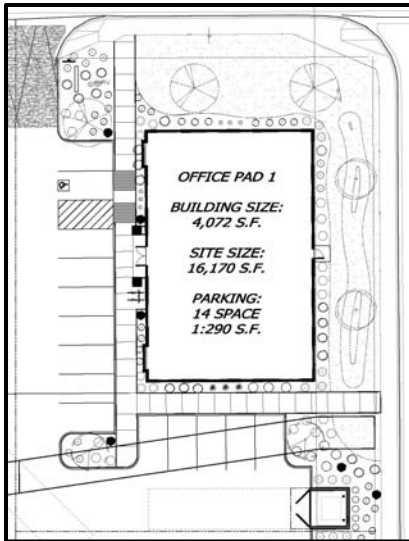 OFFICE PAD 1
BUILDING SIZE:
4,072 S.F.
SITE SIZE:
16,170 S.F.
PARKING:
14 SPACE
1:290 S.F.